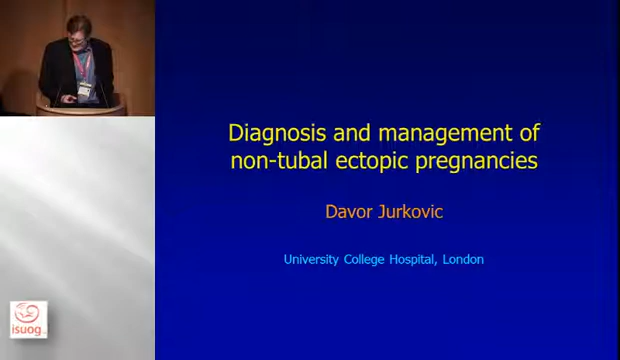 Diagnosis and management of
non-tubal ectopic pregnancies
Davor Jurkovic
University College Hospital, London
isuog